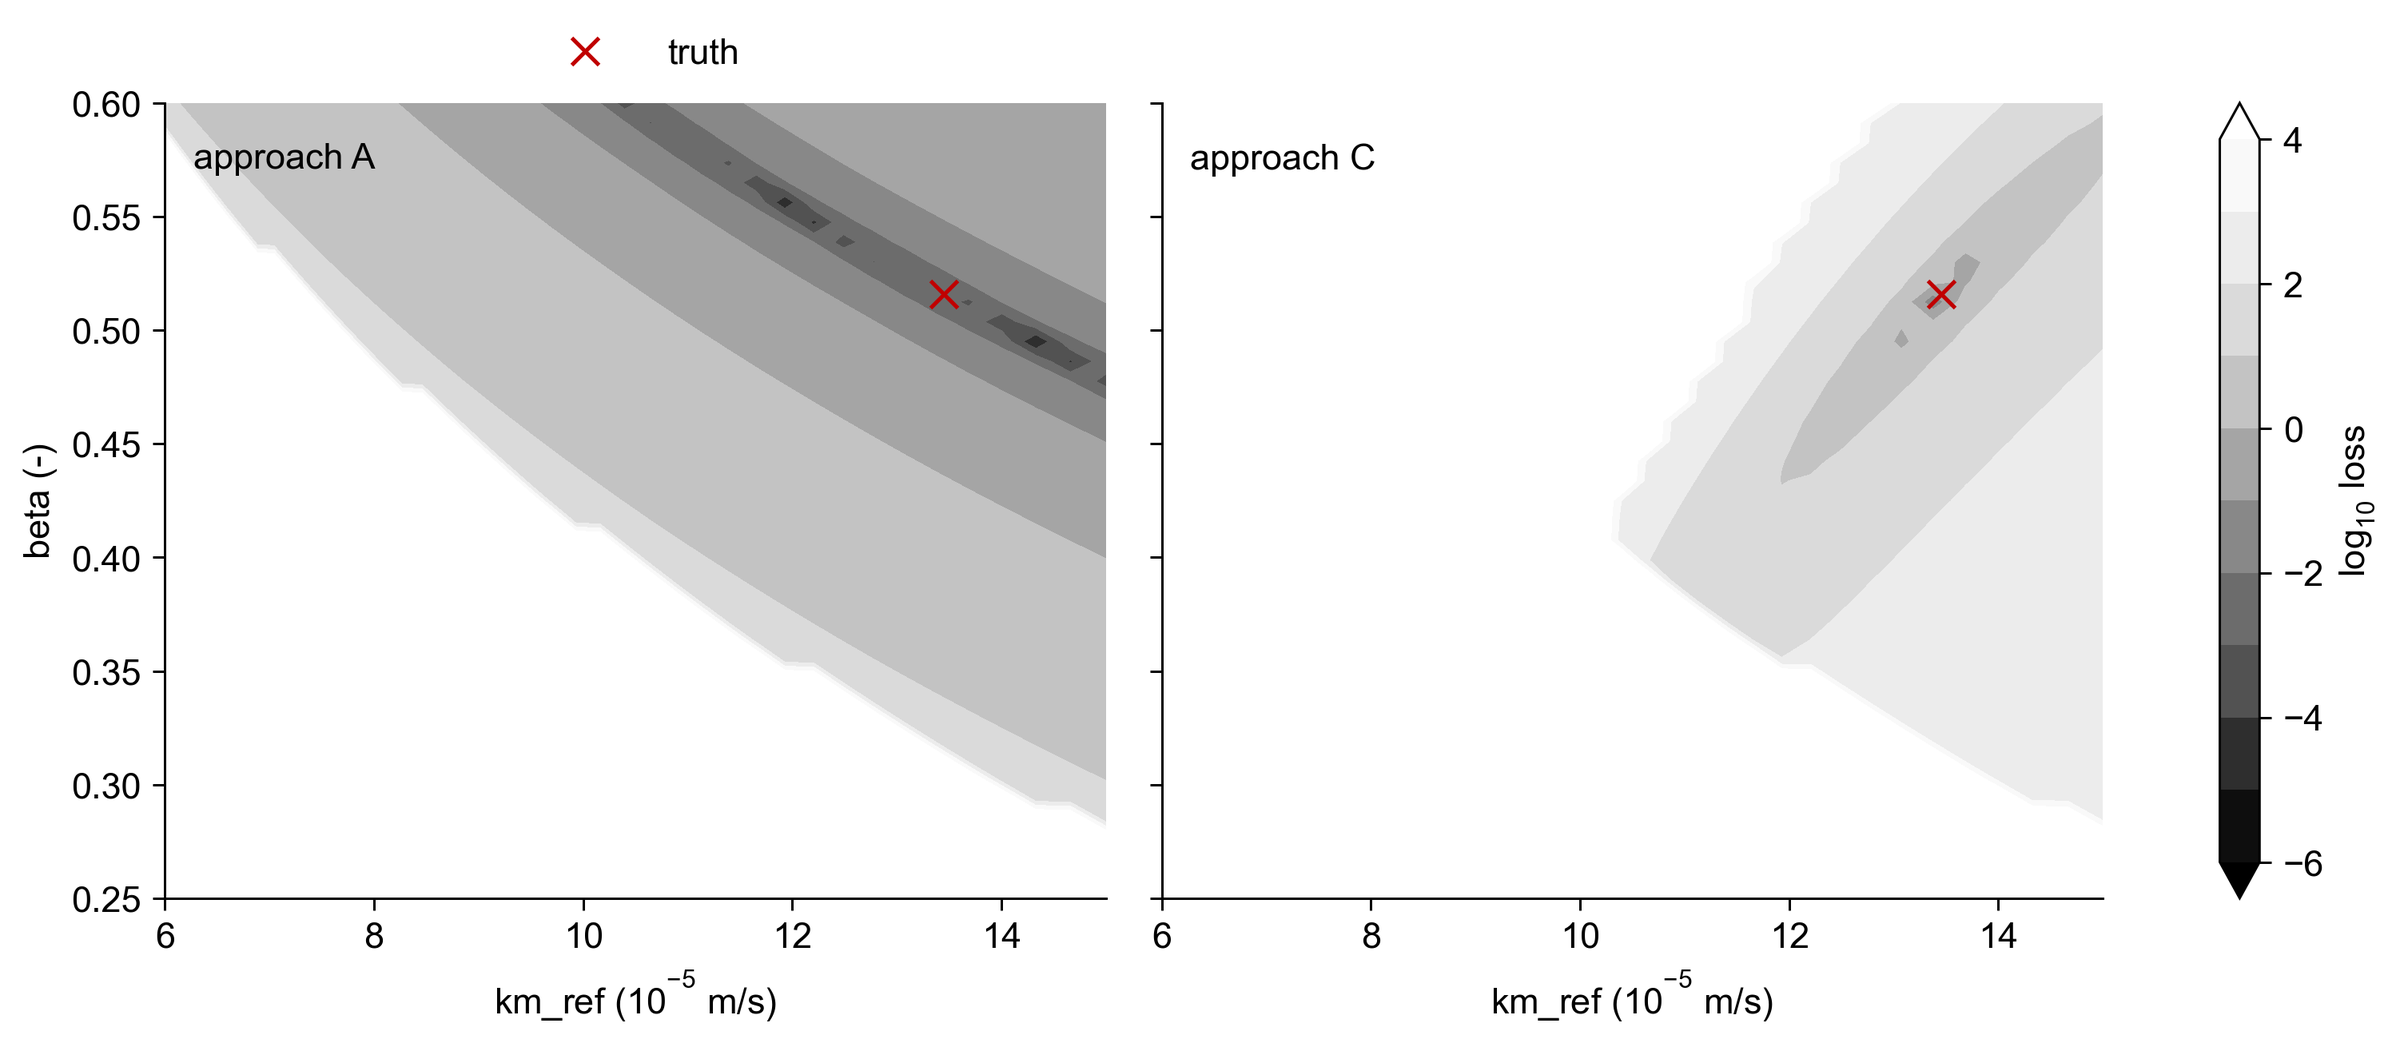 truth
approach A
approach C
0.60
0.55
0.50
0.45
0.40
0.35
0.30
0.25
beta (-)
6 8 10 12 14
km_ref (10⁻⁵ m/s)
6 8 10 12 14
km_ref (10⁻⁵ m/s)
4
2
0
−2
−4
−6
log₁₀ loss